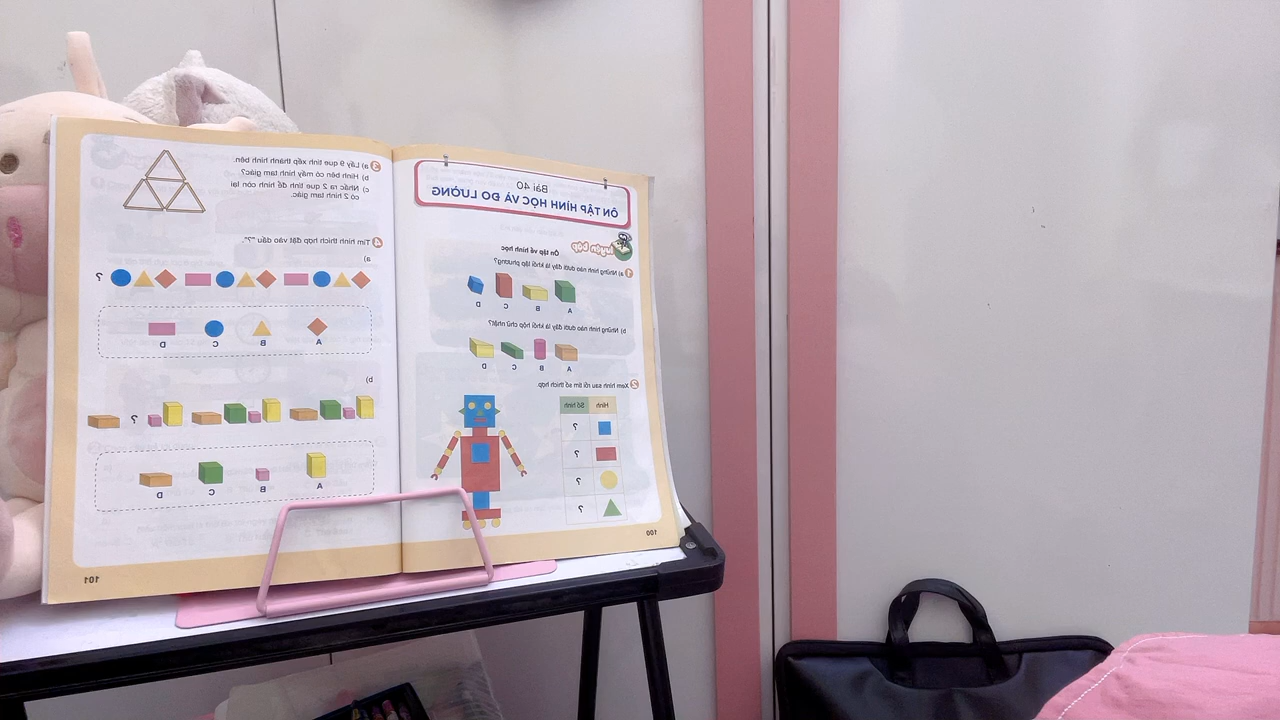 Bài 40
ÔN TẬP HÌNH HỌC VÀ ĐO LƯỜNG
Luyện tập
Ôn tập về hình học
1 a) Những hình nào dưới đây là khối lập phương?
A B C D
b) Những hình nào dưới đây là khối hộp chữ nhật?
A B C D
2 Xem hình sau rồi tìm số thích hợp.
Hình Số hình
?
?
?
?
100
3 a) Lấy 9 que tính xếp thành hình bên.
b) Hình bên có mấy hình tam giác?
c) Nhấc ra 2 que tính để hình còn lại
có 2 hình tam giác.
4 Tìm hình thích hợp đặt vào dấu "?"
a)
?
A B C D
b)
?
A B C D
101